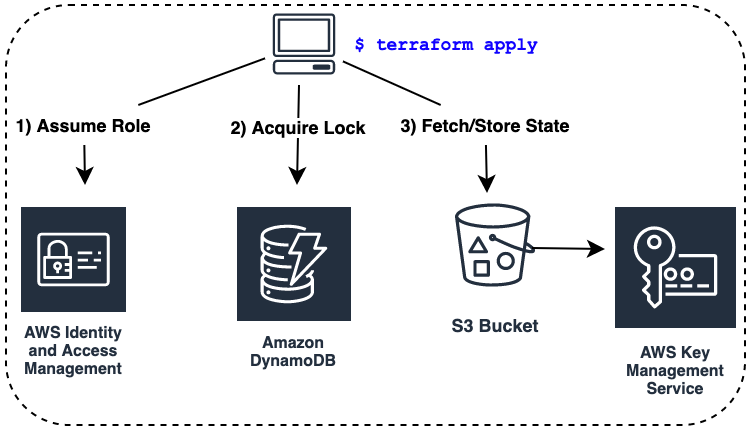 $ terraform apply
1) Assume Role
2) Acquire Lock
3) Fetch/Store State
AWS Identity
and Access
Management
Amazon
DynamoDB
S3 Bucket
AWS Key
Management
Service